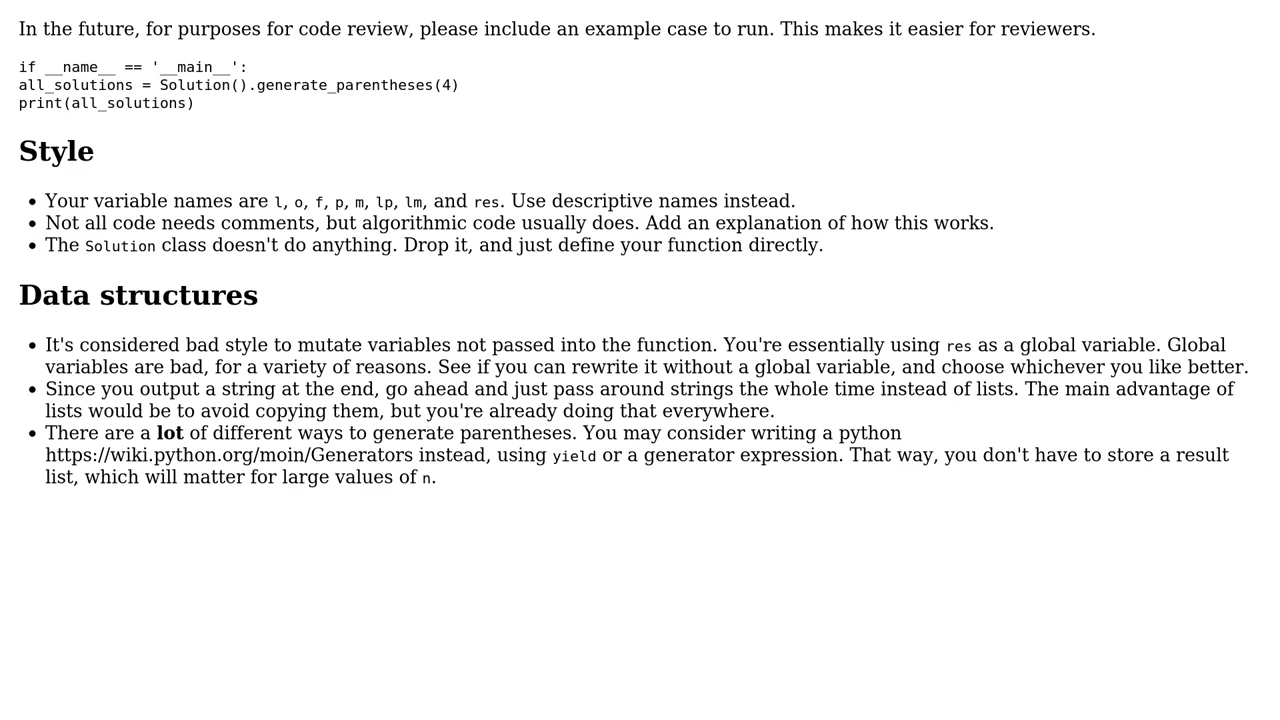 In the future, for purposes for code review, please include an example case to run. This makes it easier for reviewers.
if __name__ == '__main__':
all_solutions = Solution().generate_parentheses(4)
print(all_solutions)
Style
• Your variable names are l, o, f, p, m, lp, lm, and res. Use descriptive names instead.
• Not all code needs comments, but algorithmic code usually does. Add an explanation of how this works.
• The Solution class doesn't do anything. Drop it, and just define your function directly.
Data structures
• It's considered bad style to mutate variables not passed into the function. You're essentially using res as a global variable. Global
variables are bad, for a variety of reasons. See if you can rewrite it without a global variable, and choose whichever you like better.
• Since you output a string at the end, go ahead and just pass around strings the whole time instead of lists. The main advantage of
lists would be to avoid copying them, but you're already doing that everywhere.
• There are a lot of different ways to generate parentheses. You may consider writing a python
https://wiki.python.org/moin/Generators instead, using yield or a generator expression. That way, you don't have to store a result
list, which will matter for large values of n.